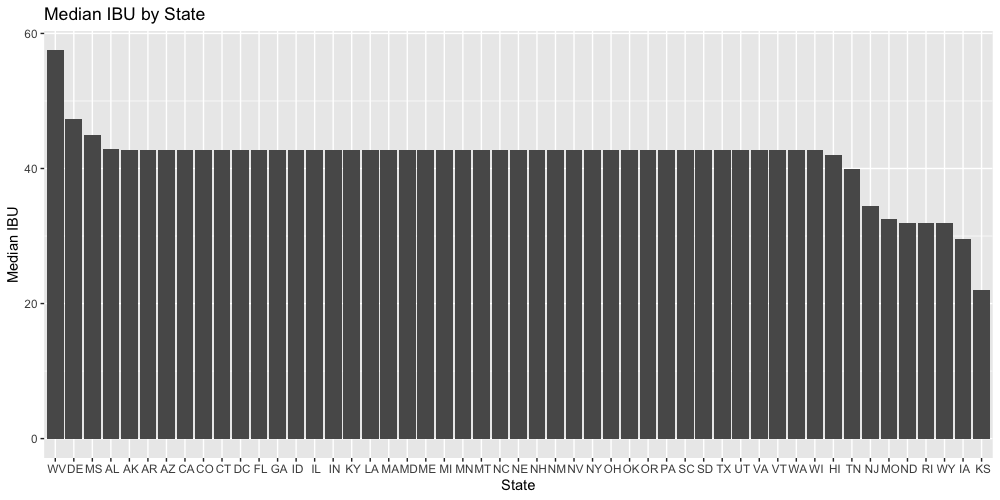 Median IBU by State
60
40
20
0
Median IBU
WV DE MS AL AK AR AZ CA CO CT DC FL GA ID IL IN KY LA MA MD ME MI MN MT NC NE NH NM NV NY OH OK OR PA SC SD TX UT VA VT WA WI HI TN NJ MO ND RI WY IA KS
State